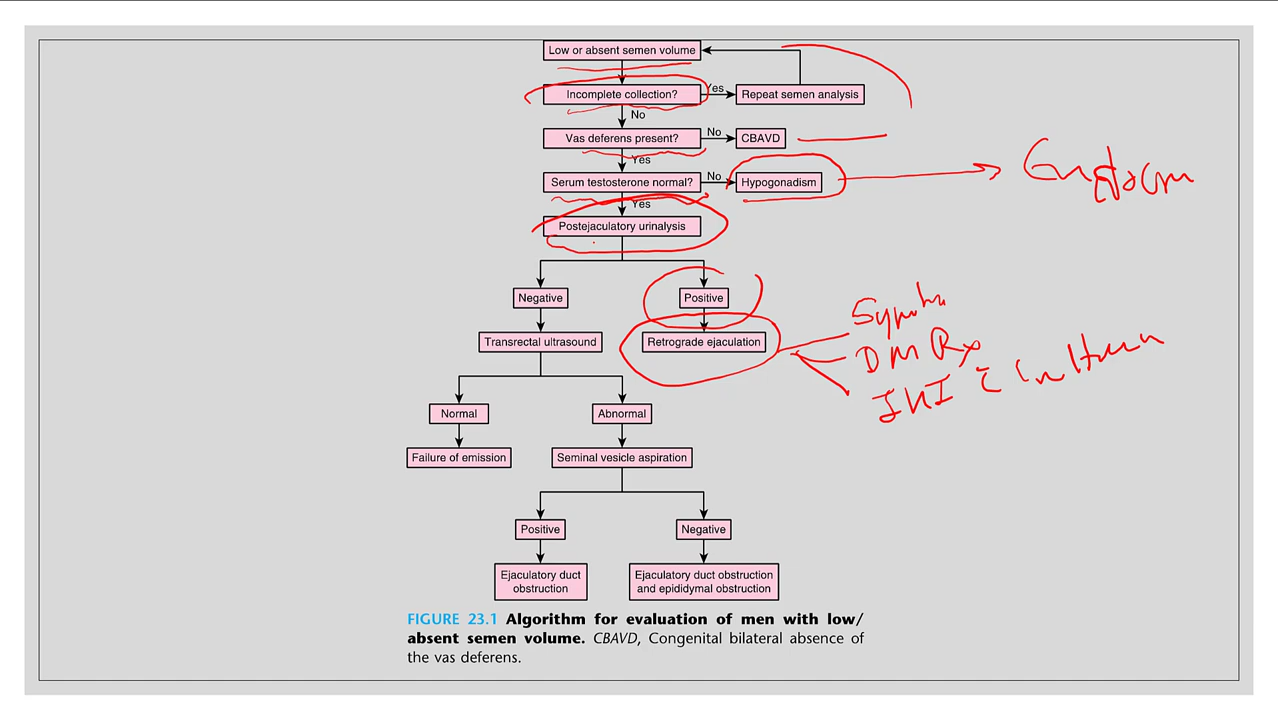 Low or absent semen volume
Incomplete collection?
Yes
Repeat semen analysis
No
Vas deferens present?
No
CBAVD
Yes
Serum testosterone normal?
No
Hypogonadism
Yes
Postejaculatory urinalysis
Negative
Positive
Transrectal ultrasound
Retrograde ejaculation
DM Rx
Normal
Abnormal
Failure of emission
Seminal vesicle aspiration
Positive
Negative
Ejaculatory duct
obstruction
Ejaculatory duct obstruction
and epididymal obstruction
FIGURE 23.1 Algorithm for evaluation of men with low/
absent semen volume. CBAVD, Congenital bilateral absence of
the vas deferens.